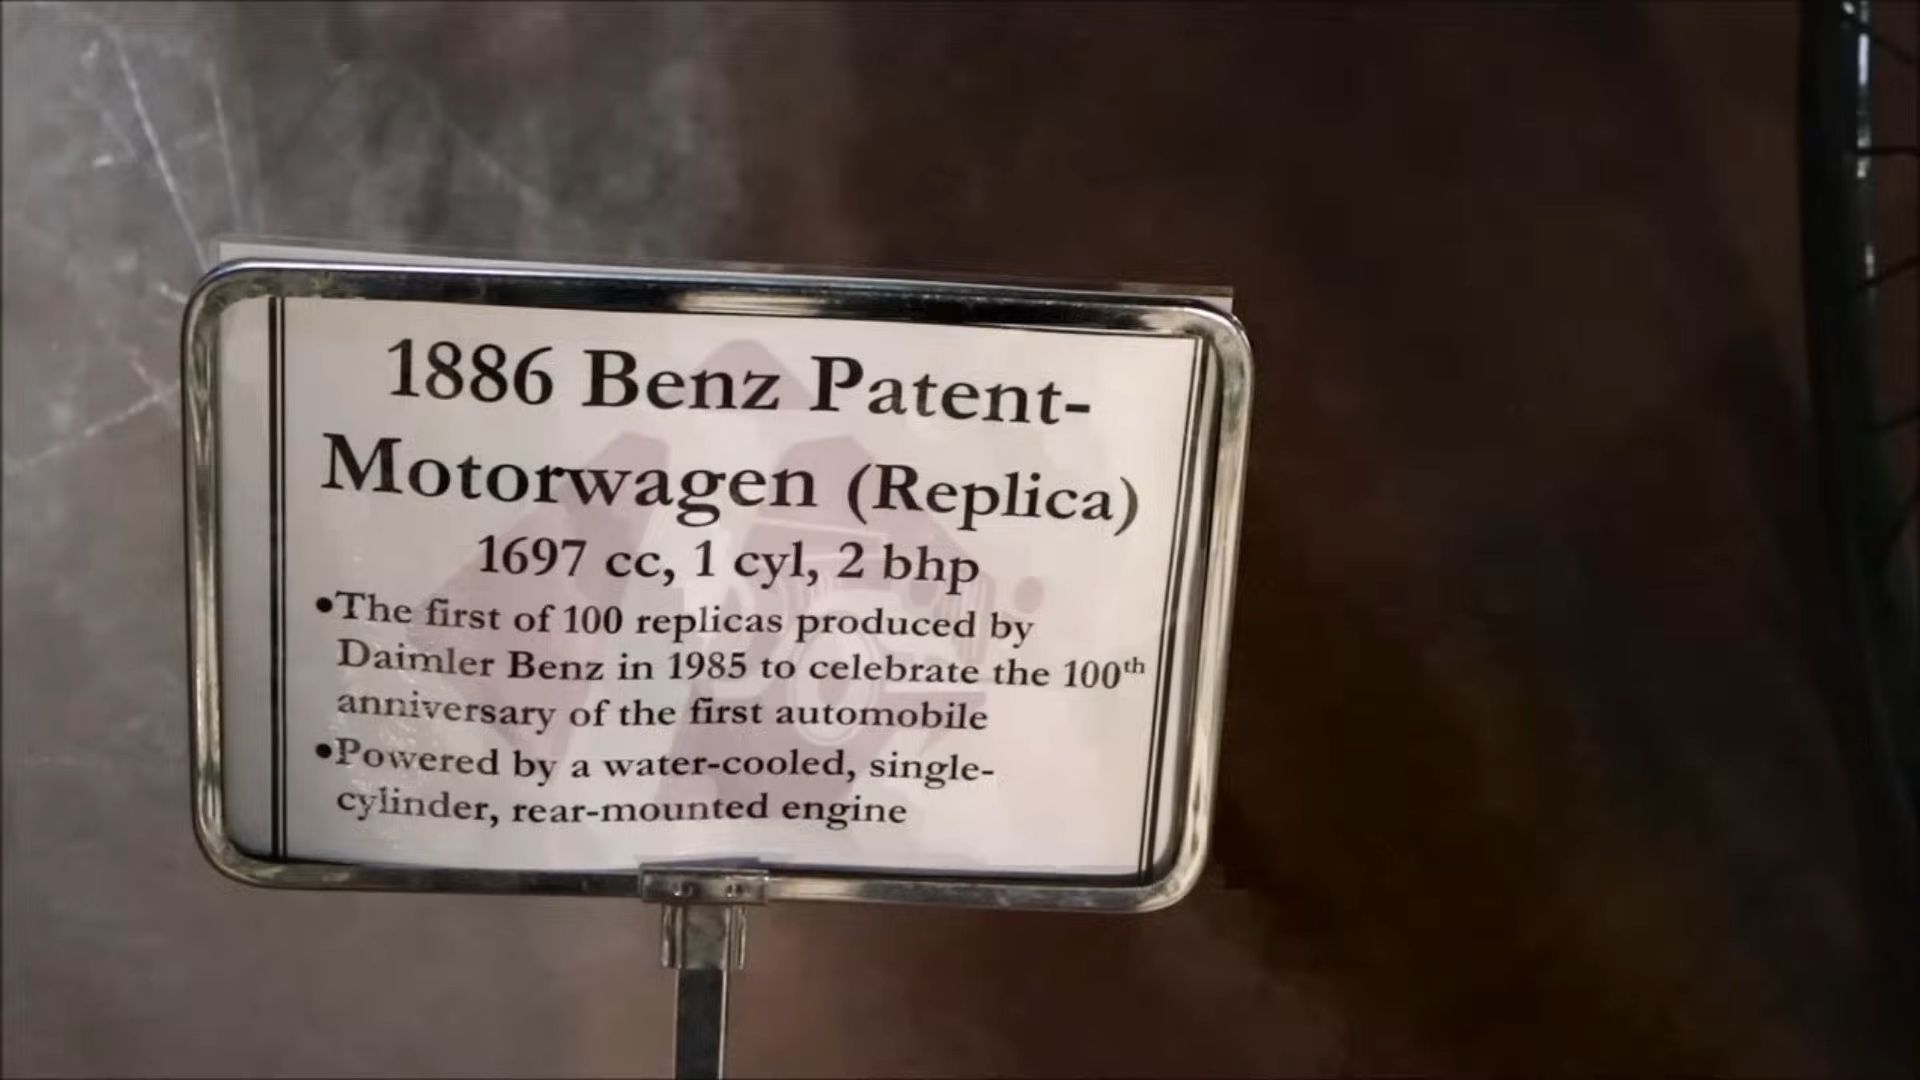 1886 Benz Patent-
Motorwagen (Replica)
1697 cc, 1 cyl, 2 bhp
•The first of 100 replicas produced by
Daimler Benz in 1985 to celebrate the 100th
anniversary of the first automobile
•Powered by a water-cooled, single-
cylinder, rear-mounted engine